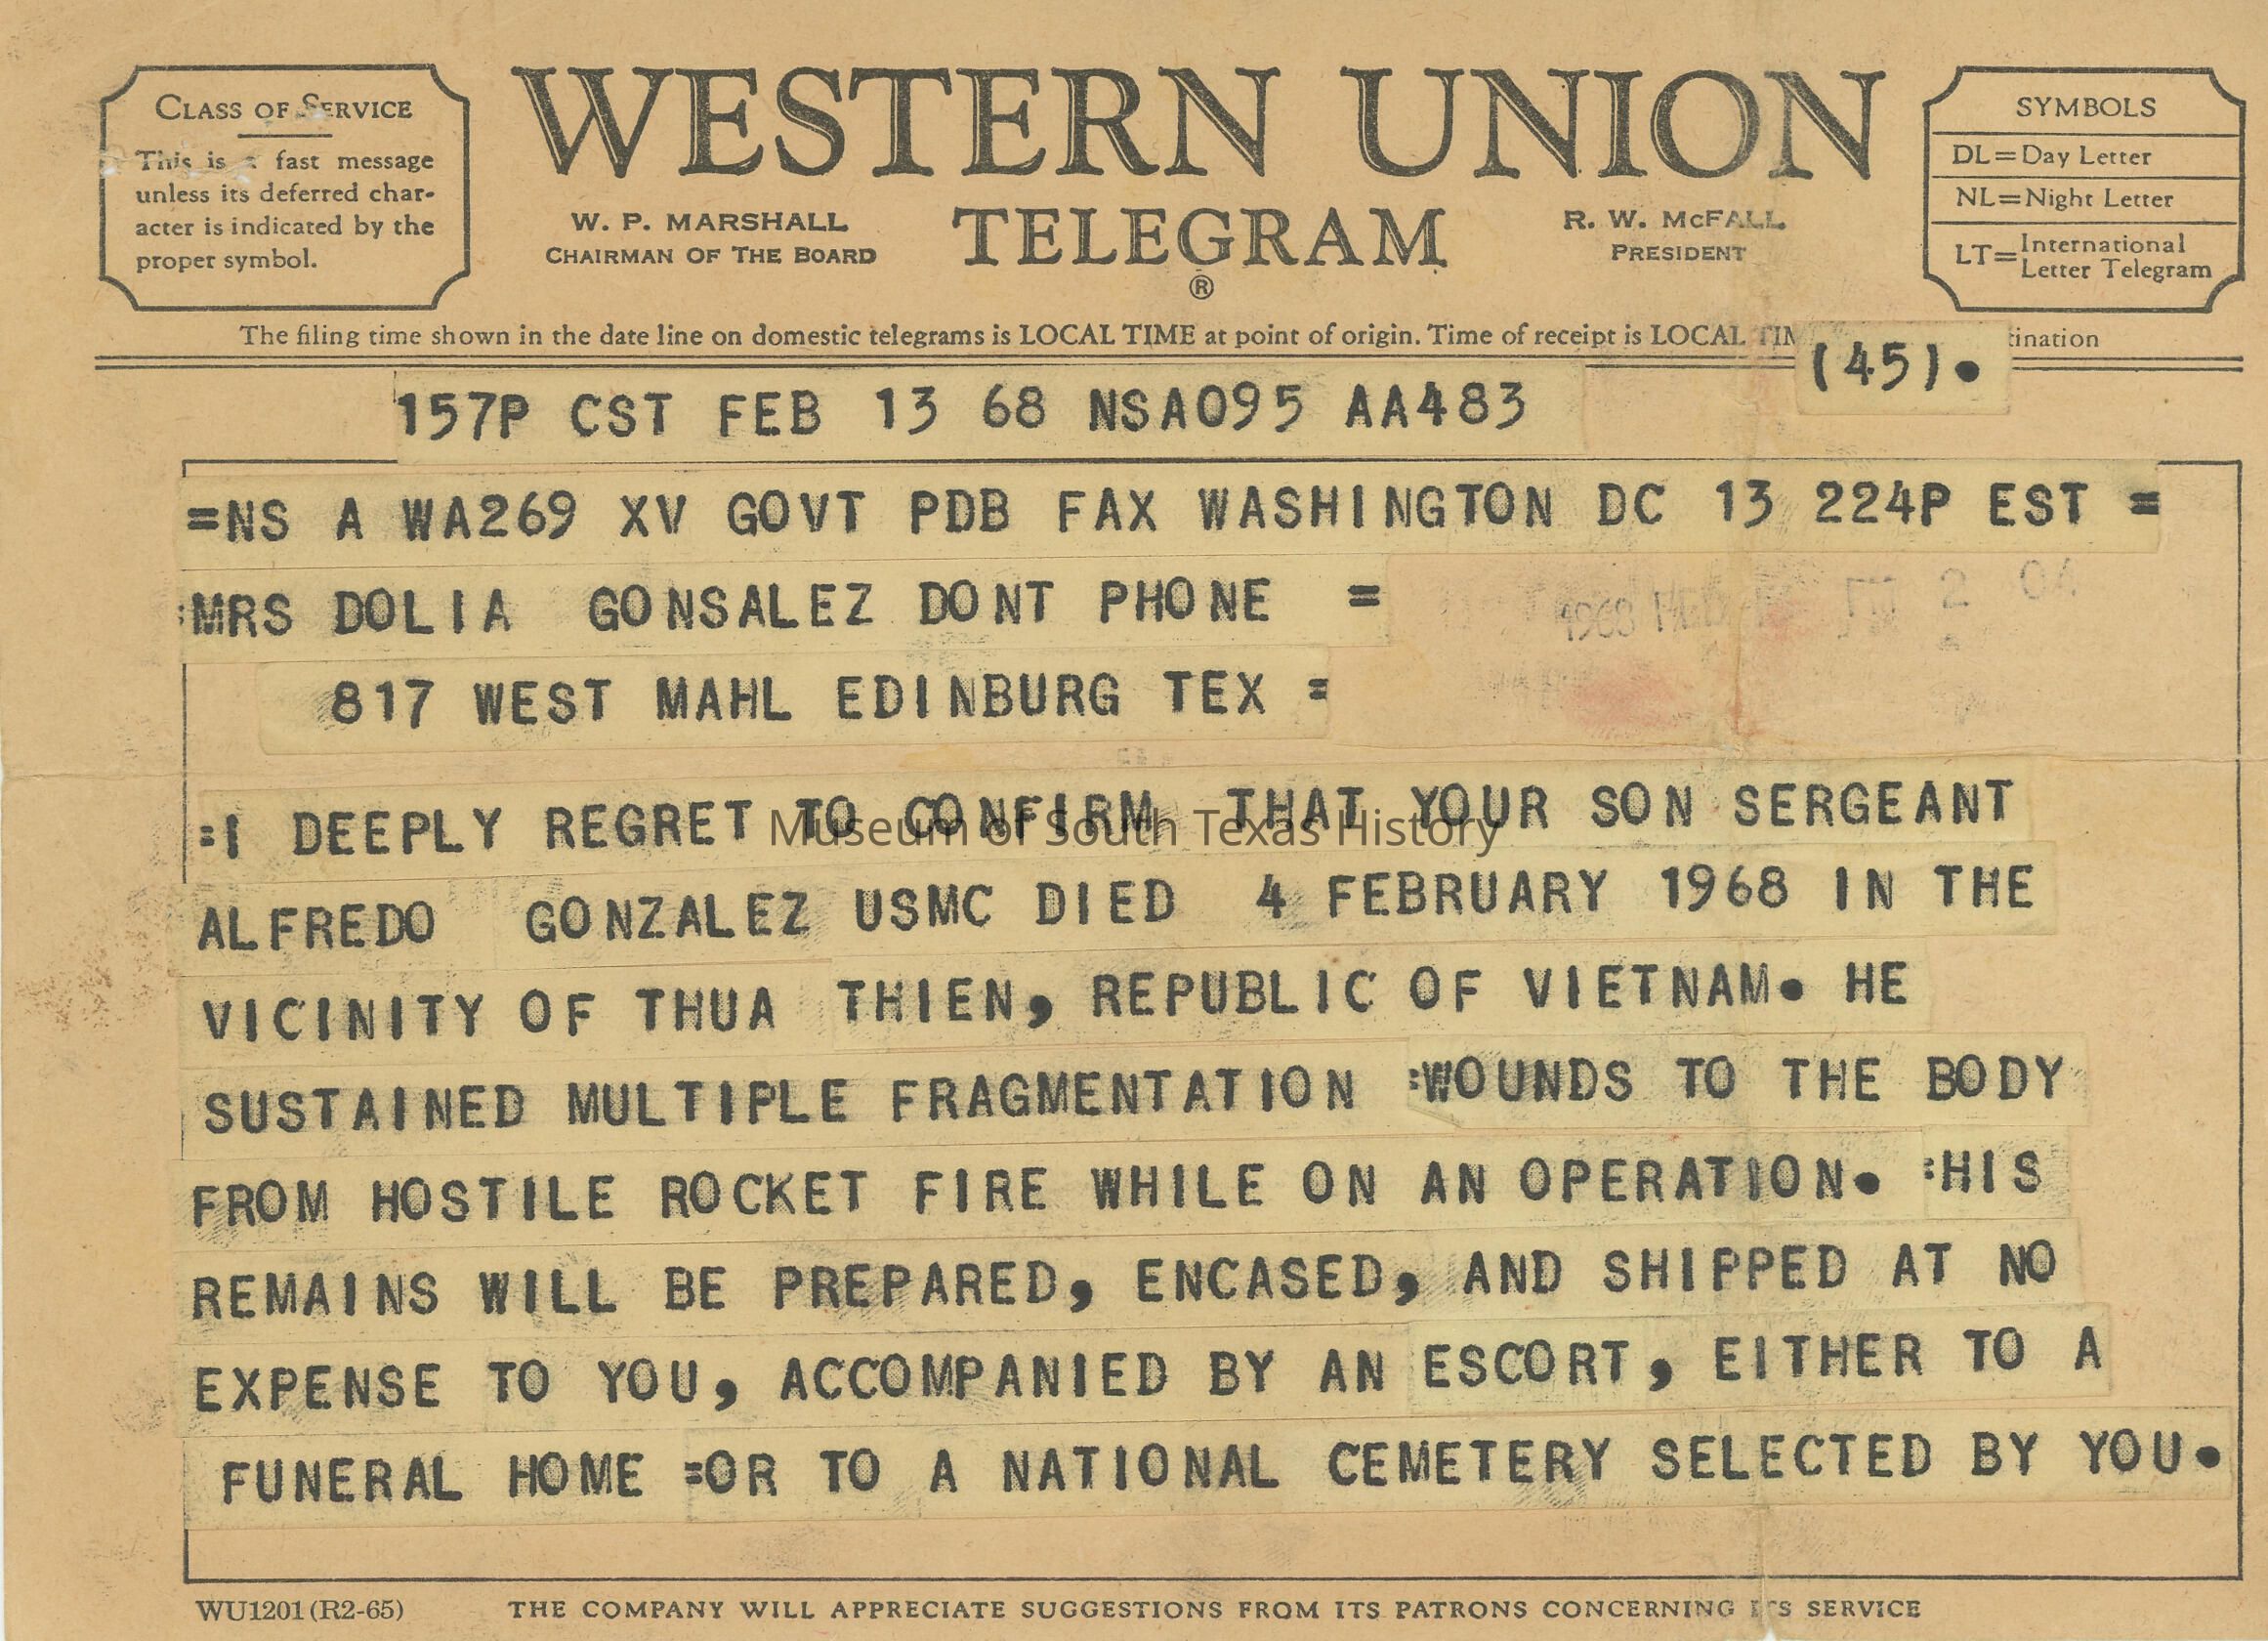 CLASS OF SERVICE
This is a fast message
unless its deferred char-
acter is indicated by the
proper symbol.
WESTERN UNION
TELEGRAM
®
W. P. MARSHALL
CHAIRMAN OF THE BOARD
R. W. McFALL
PRESIDENT
SYMBOLS
DL=Day Letter
NL=Night Letter
LT=International Letter Telegram
The filing time shown in the date line on domestic telegrams is LOCAL TIME at point of origin. Time of receipt is LOCAL TIM tination
(45).
157P CST FEB 13 68 NSA095 AA483
=NS A WA269 XV GOVT PDB FAX WASHINGTON DC 13 224P EST =
:MRS DOLIA GONSALEZ DONT PHONE =
817 WEST MAHL EDINBURG TEX =
=I DEEPLY REGRET TO CONFIRM THAT YOUR SON SERGEANT
Museum of South Texas History
ALFREDO GONZALEZ USMC DIED 4 FEBRUARY 1968 IN THE
VICINITY OF THUA THIEN, REPUBLIC OF VIETNAM. HE
SUSTAINED MULTIPLE FRAGMENTATION :WOUNDS TO THE BODY
FROM HOSTILE ROCKET FIRE WHILE ON AN OPERATION. :HIS
REMAINS WILL BE PREPARED, ENCASED, AND SHIPPED AT NO
EXPENSE TO YOU, ACCOMPANIED BY AN ESCORT, EITHER TO A
FUNERAL HOME =OR TO A NATIONAL CEMETERY SELECTED BY YOU.
WU1201 (R2-65)
THE COMPANY WILL APPRECIATE SUGGESTIONS FROM ITS PATRONS CONCERNING ITS SERVICE